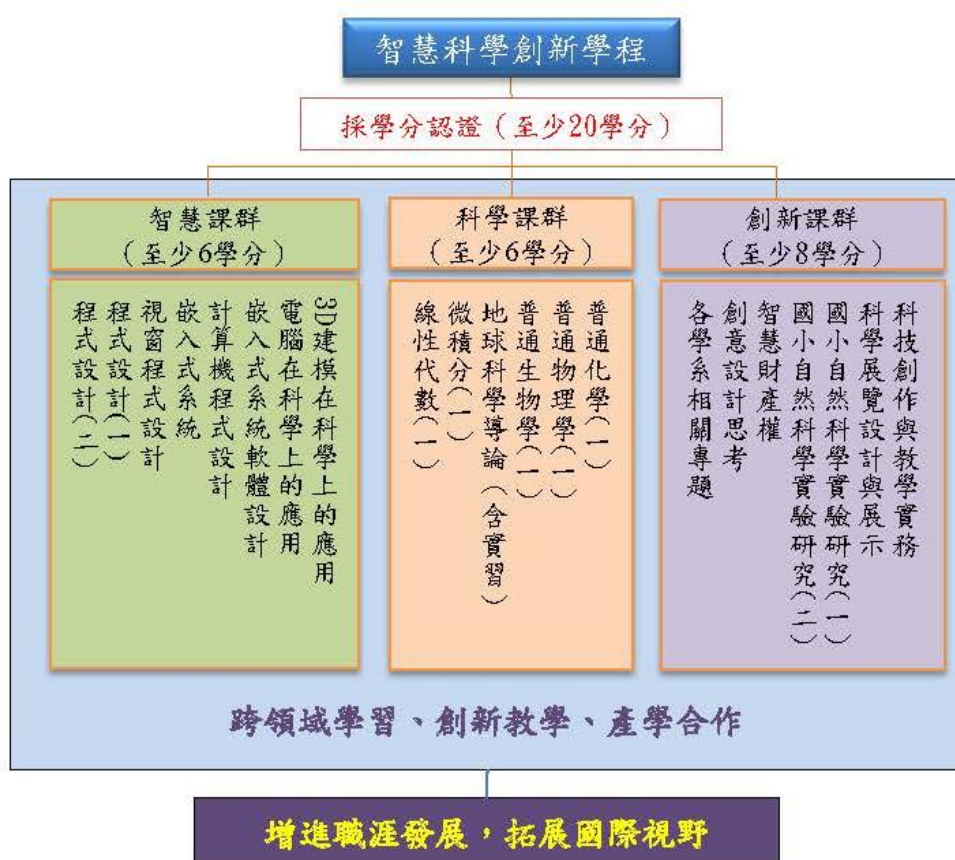 智慧科學創新學程
採學分認證（至少20學分）
智慧課群
（至少6學分）
3D建模在科學上的應用
電腦在科學上的應用
嵌入式系統軟體設計
計算機程式設計
嵌入式系統
視窗程式設計
程式設計(一)
程式設計(二)
科學課群
（至少6學分）
普通化學(一)
普通物理學(一)
普通生物學(一)
地球科學導論（含實習）
微積分(一)
線性代數(一)
創新課群
（至少8學分）
科技創作與教學實務
科學展覽設計與展示
國小自然科學實驗研究(一)
國小自然科學實驗研究(二)
智慧財產權
創意設計思考
各學系相關專題
跨領域學習、創新教學、產學合作
增進職涯發展，拓展國際視野